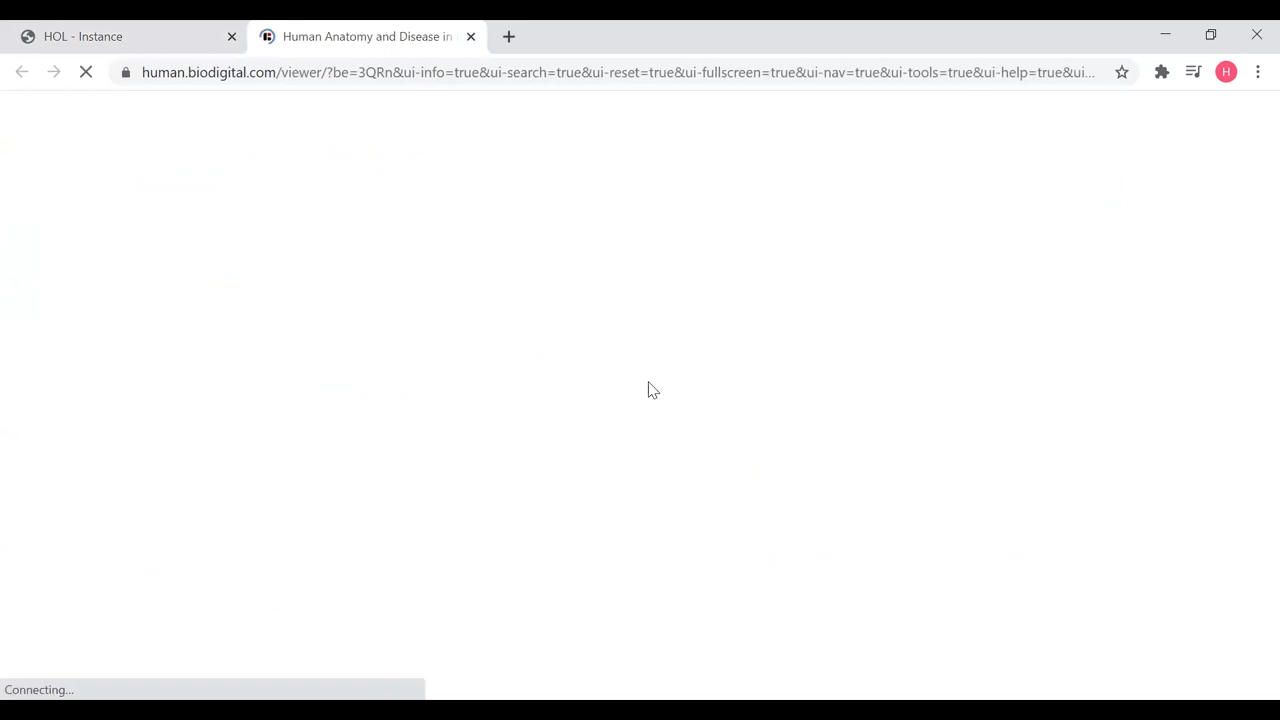 HOL - Instance
Human Anatomy and Disease in
human.biodigital.com/viewer/?be=3QRn&ui-info=true&ui-search=true&ui-reset=true&ui-fullscreen=true&ui-nav=true&ui-tools=true&ui-help=true&ui...
H
Connecting...